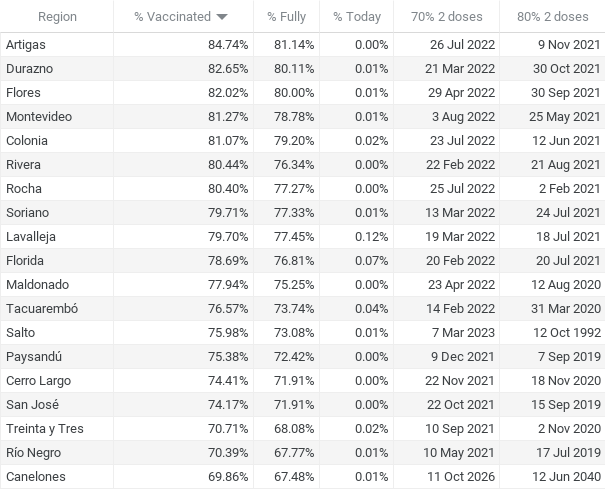 Region % Vaccinated % Fully % Today 70% 2 doses 80% 2 doses
Artigas 84.74% 81.14% 0.00% 26 Jul 2022 9 Nov 2021
Durazno 82.65% 80.11% 0.01% 21 Mar 2022 30 Oct 2021
Flores 82.02% 80.00% 0.01% 29 Apr 2022 30 Sep 2021
Montevideo 81.27% 78.78% 0.01% 3 Aug 2022 25 May 2021
Colonia 81.07% 79.20% 0.02% 23 Jul 2022 12 Jun 2021
Rivera 80.44% 76.34% 0.00% 22 Feb 2022 21 Aug 2021
Rocha 80.40% 77.27% 0.00% 25 Jul 2022 2 Feb 2021
Soriano 79.71% 77.33% 0.01% 13 Mar 2022 24 Jul 2021
Lavalleja 79.70% 77.45% 0.12% 19 Mar 2022 18 Jul 2021
Florida 78.69% 76.81% 0.07% 20 Feb 2022 20 Jul 2021
Maldonado 77.94% 75.25% 0.00% 23 Apr 2022 12 Aug 2020
Tacuarembó 76.57% 73.74% 0.04% 14 Feb 2022 31 Mar 2020
Salto 75.98% 73.08% 0.01% 7 Mar 2023 12 Oct 1992
Paysandú 75.38% 72.42% 0.00% 9 Dec 2021 7 Sep 2019
Cerro Largo 74.41% 71.91% 0.00% 22 Nov 2021 18 Nov 2020
San José 74.17% 71.91% 0.00% 22 Oct 2021 15 Sep 2019
Treinta y Tres 70.71% 68.08% 0.02% 10 Sep 2021 2 Nov 2020
Río Negro 70.39% 67.77% 0.01% 10 May 2021 17 Jul 2019
Canelones 69.86% 67.48% 0.01% 11 Oct 2026 12 Jun 2040